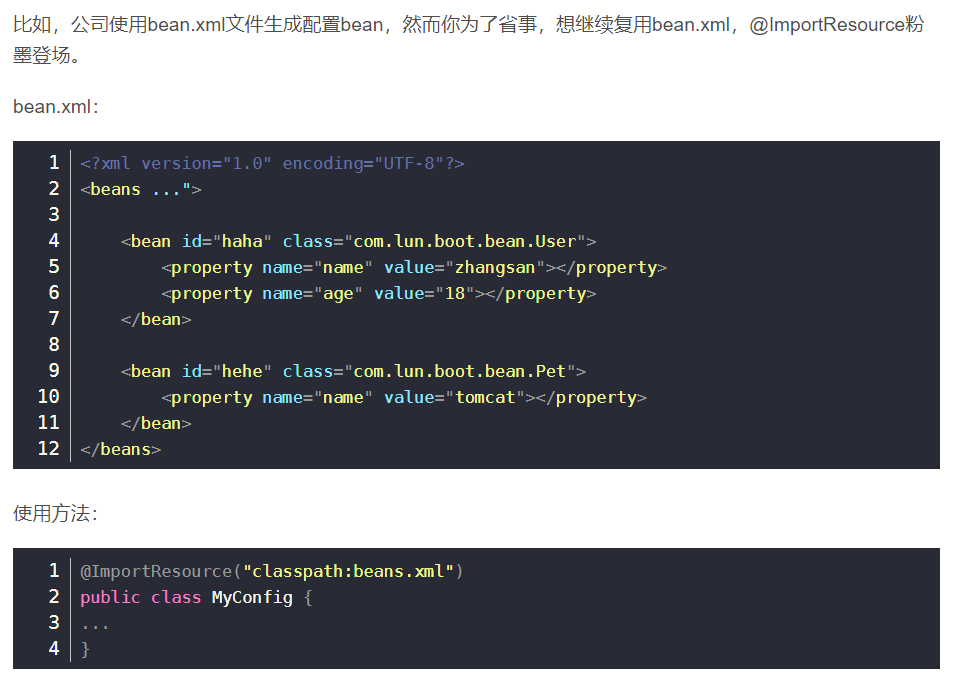 比如，公司使用bean.xml文件生成配置bean，然而你为了省事，想继续复用bean.xml，@ImportResource粉
墨登场。
bean.xml：
1 <?xml version="1.0" encoding="UTF-8"?>
2 <beans ...">
3
4     <bean id="haha" class="com.lun.boot.bean.User">
5         <property name="name" value="zhangsan"></property>
6         <property name="age" value="18"></property>
7     </bean>
8
9     <bean id="hehe" class="com.lun.boot.bean.Pet">
10         <property name="name" value="tomcat"></property>
11     </bean>
12 </beans>
使用方法：
1 @ImportResource("classpath:beans.xml")
2 public class MyConfig {
3 ...
4 }